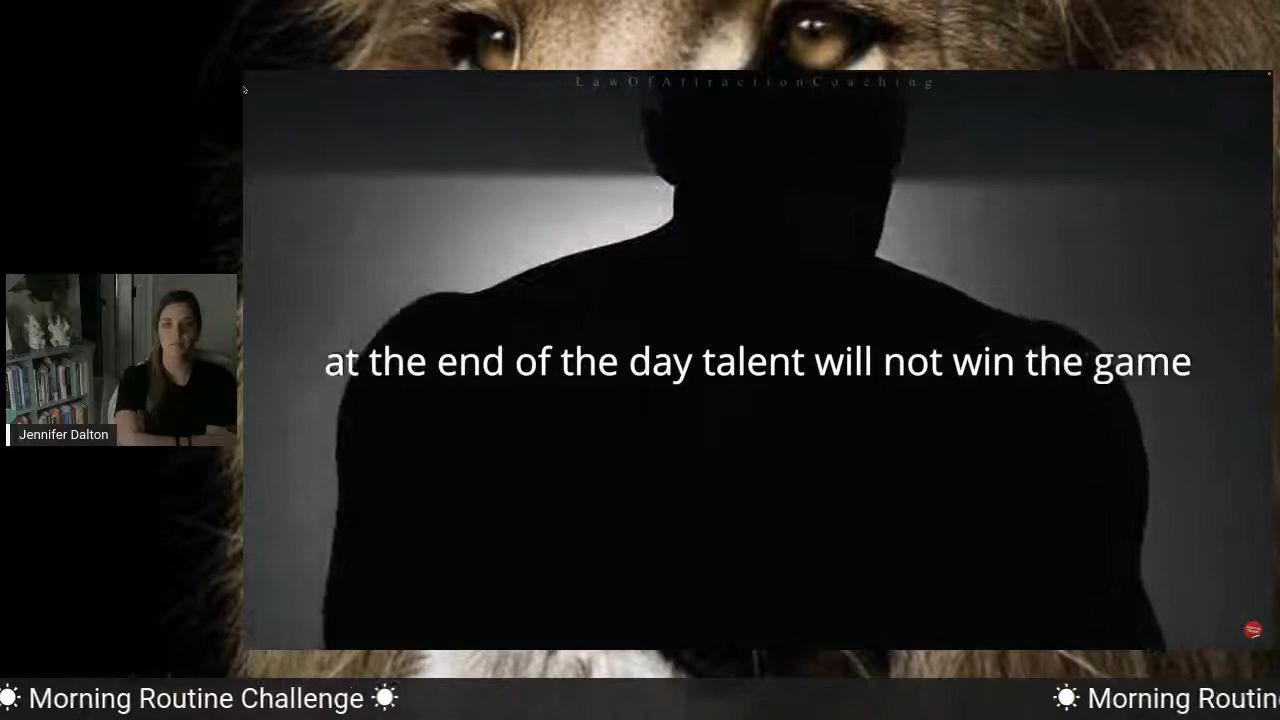 LawOfAttractionCoaching
at the end of the day talent will not win the game
Jennifer Dalton
Morning Routine Challenge
Morning Routin